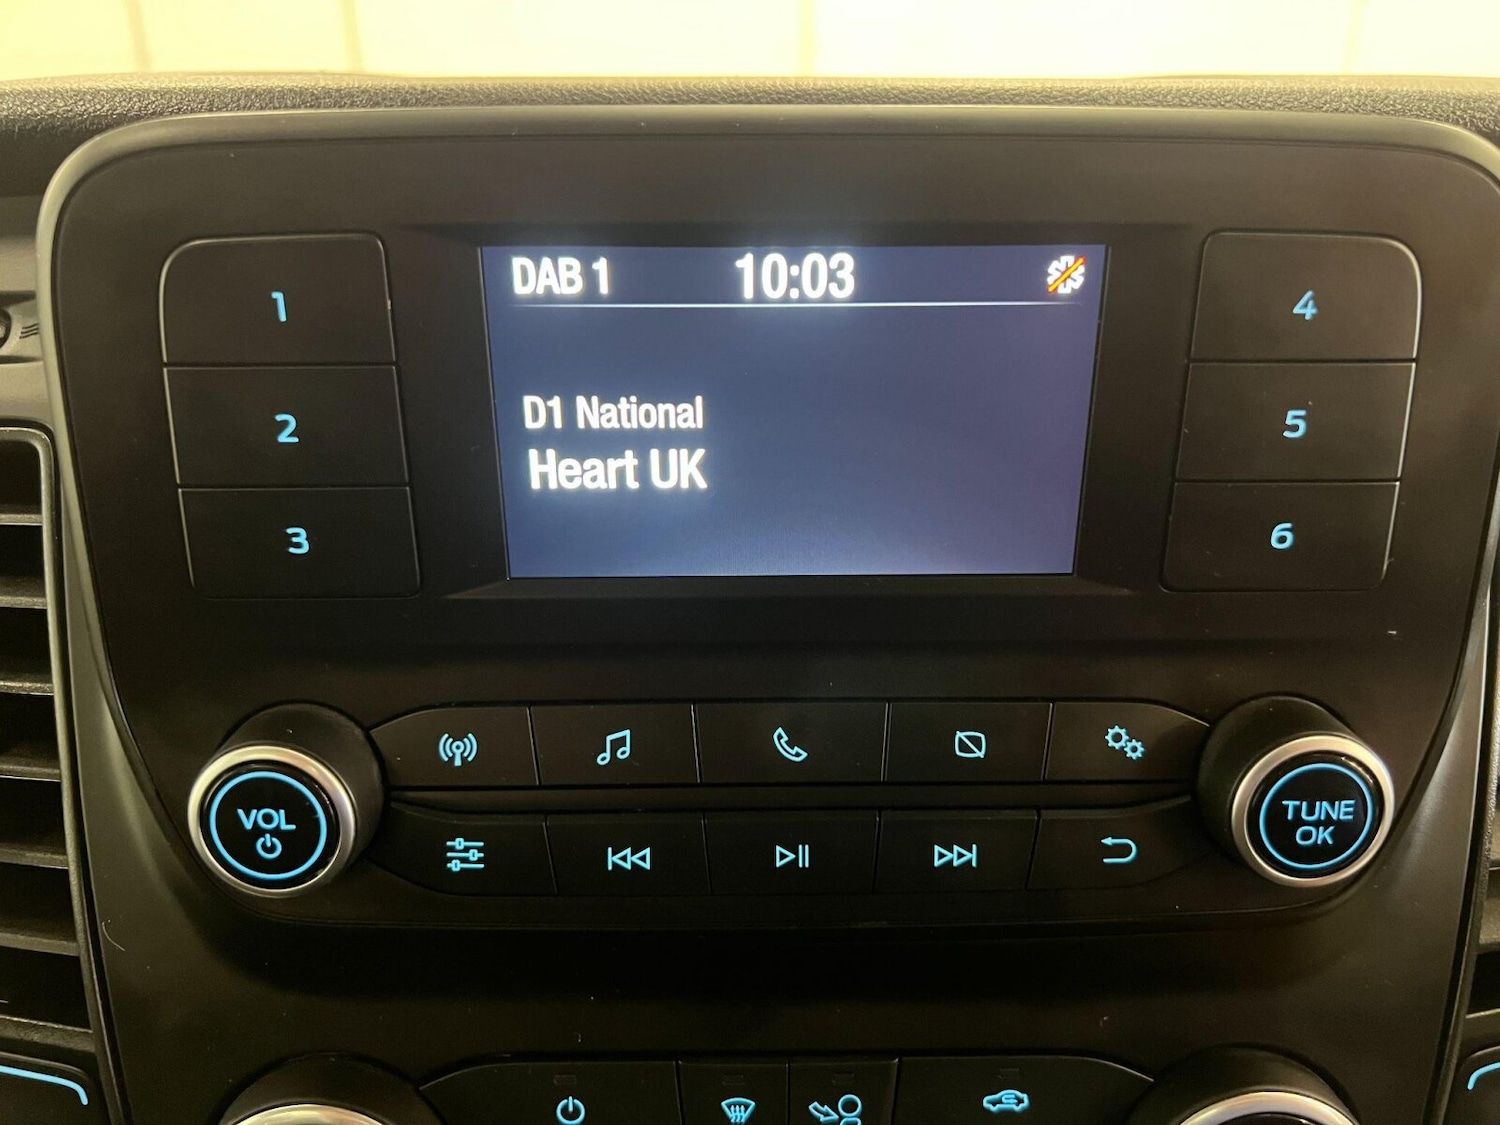 DAB 1 10:03
D1 National
Heart UK
1
2
3
4
5
6
VOL
TUNE
OK